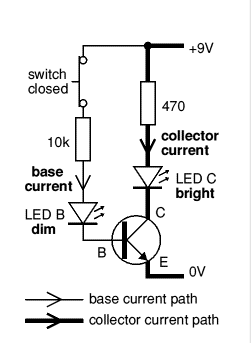 +9V
switch
closed
470
10k
collector
current
base
current
LED C
bright
LED B
dim
C
B
E
0V
base current path
collector current path